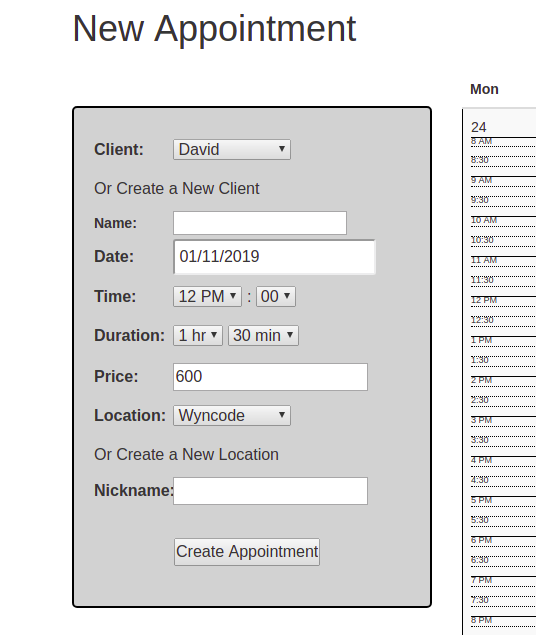 New Appointment
Client: David
Or Create a New Client
Name:
Date: 01/11/2019
Time: 12 PM : 00
Duration: 1 hr 30 min
Price: 600
Location: Wyncode
Or Create a New Location
Nickname:
Create Appointment
Mon
24
8 AM
8:30
9 AM
9:30
10 AM
10:30
11 AM
11:30
12 PM
12:30
1 PM
1:30
2 PM
2:30
3 PM
3:30
4 PM
4:30
5 PM
5:30
6 PM
6:30
7 PM
7:30
8 PM